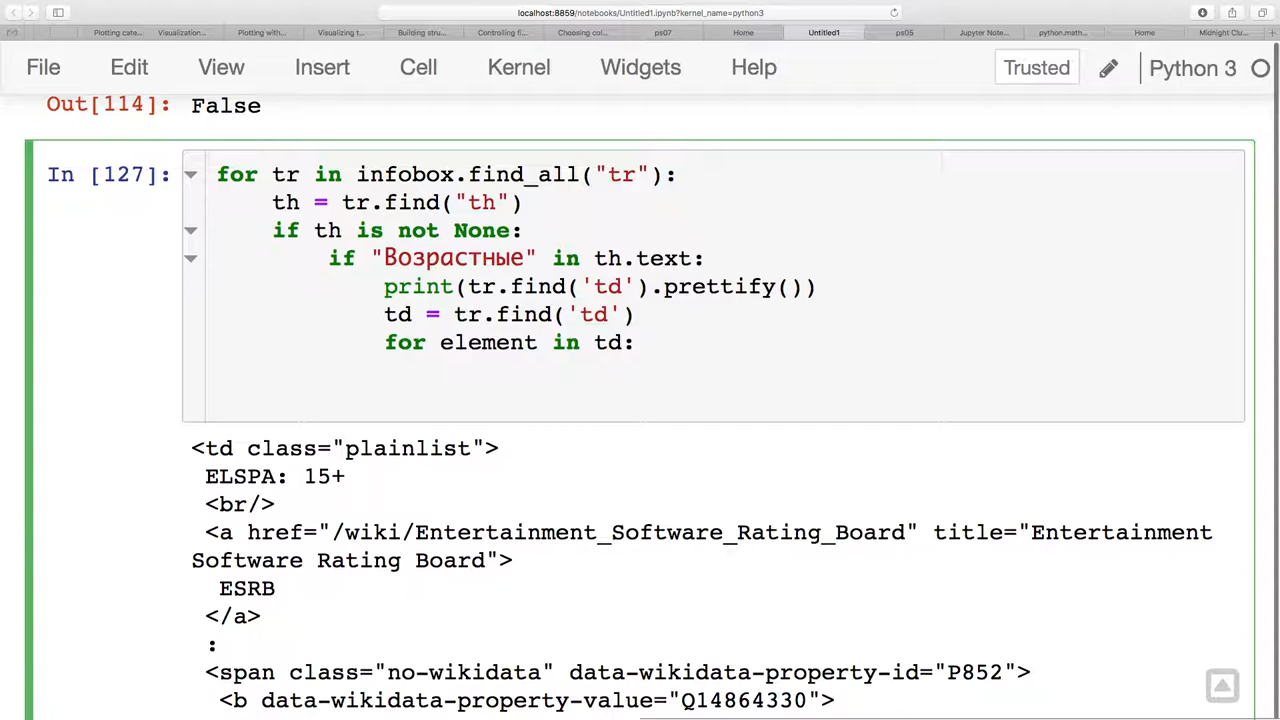 localhost:8859/notebooks/Untitled1.ipynb?kernel_name=python3
Plotting cate... Visualization... Plotting with... Visualizing t... Building stru... Controlling fi... Choosing col... ps07 Home Untitled1 ps05 Jupyter Note... python.math... Home Midnight Clu...
File Edit View Insert Cell Kernel Widgets Help Trusted Python 3
Out[114]: False
In [127]: for tr in infobox.find_all("tr"):
th = tr.find("th")
if th is not None:
if "Возрастные" in th.text:
print(tr.find('td').prettify())
td = tr.find('td')
for element in td:
<td class="plainlist">
ELSPA: 15+
<br/>
<a href="/wiki/Entertainment_Software_Rating_Board" title="Entertainment
Software Rating Board">
ESRB
</a>
:
<span class="no-wikidata" data-wikidata-property-id="P852">
<b data-wikidata-property-value="Q14864330">